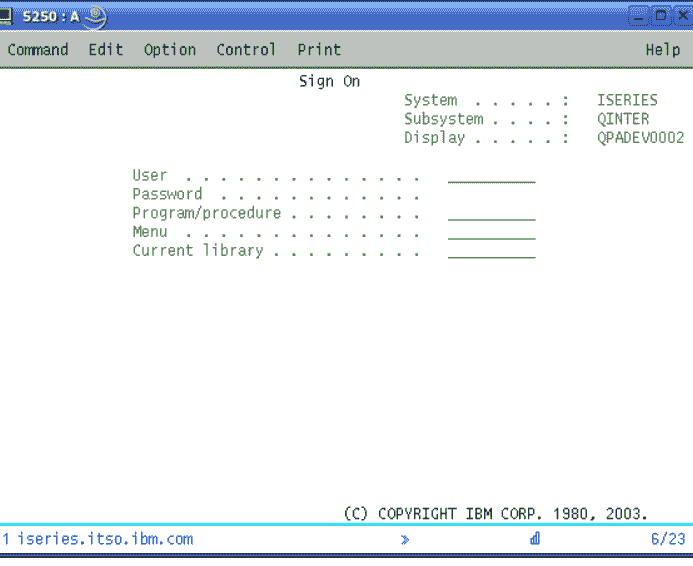 5250 : A
Command Edit Option Control Print Help
Sign On
System . . . . . : ISERIES
Subsystem . . . . : QINTER
Display . . . . . : QPADEV0002
User . . . . . . . . . . . . . .
Password . . . . . . . . . . . .
Program/procedure . . . . . . . .
Menu . . . . . . . . . . . . . .
Current library . . . . . . . . .
(C) COPYRIGHT IBM CORP. 1980, 2003.
1 iseries.itso.ibm.com » 6/23